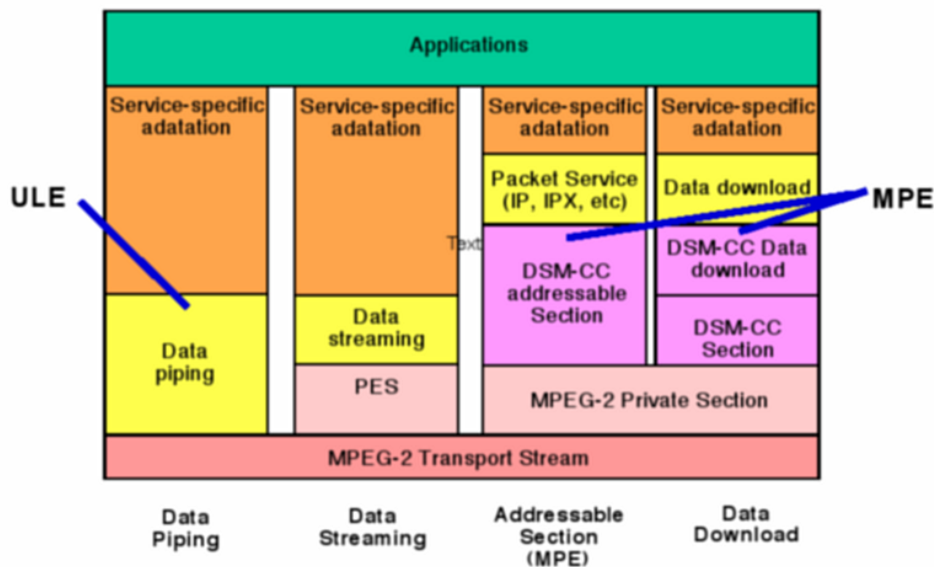 Applications
Service-specific
adatation
Service-specific
adatation
Service-specific
adatation
Service-specific
adatation
ULE
Packet Service
(IP, IPX, etc)
Data download
MPE
Text
DSM-CC
addressable
Section
DSM-CC Data
download
Data
streaming
DSM-CC
Section
Data
piping
PES
MPEG-2 Private Section
MPEG-2 Transport Stream
Data
Piping
Data
Streaming
Addressable
Section
(MPE)
Data
Download